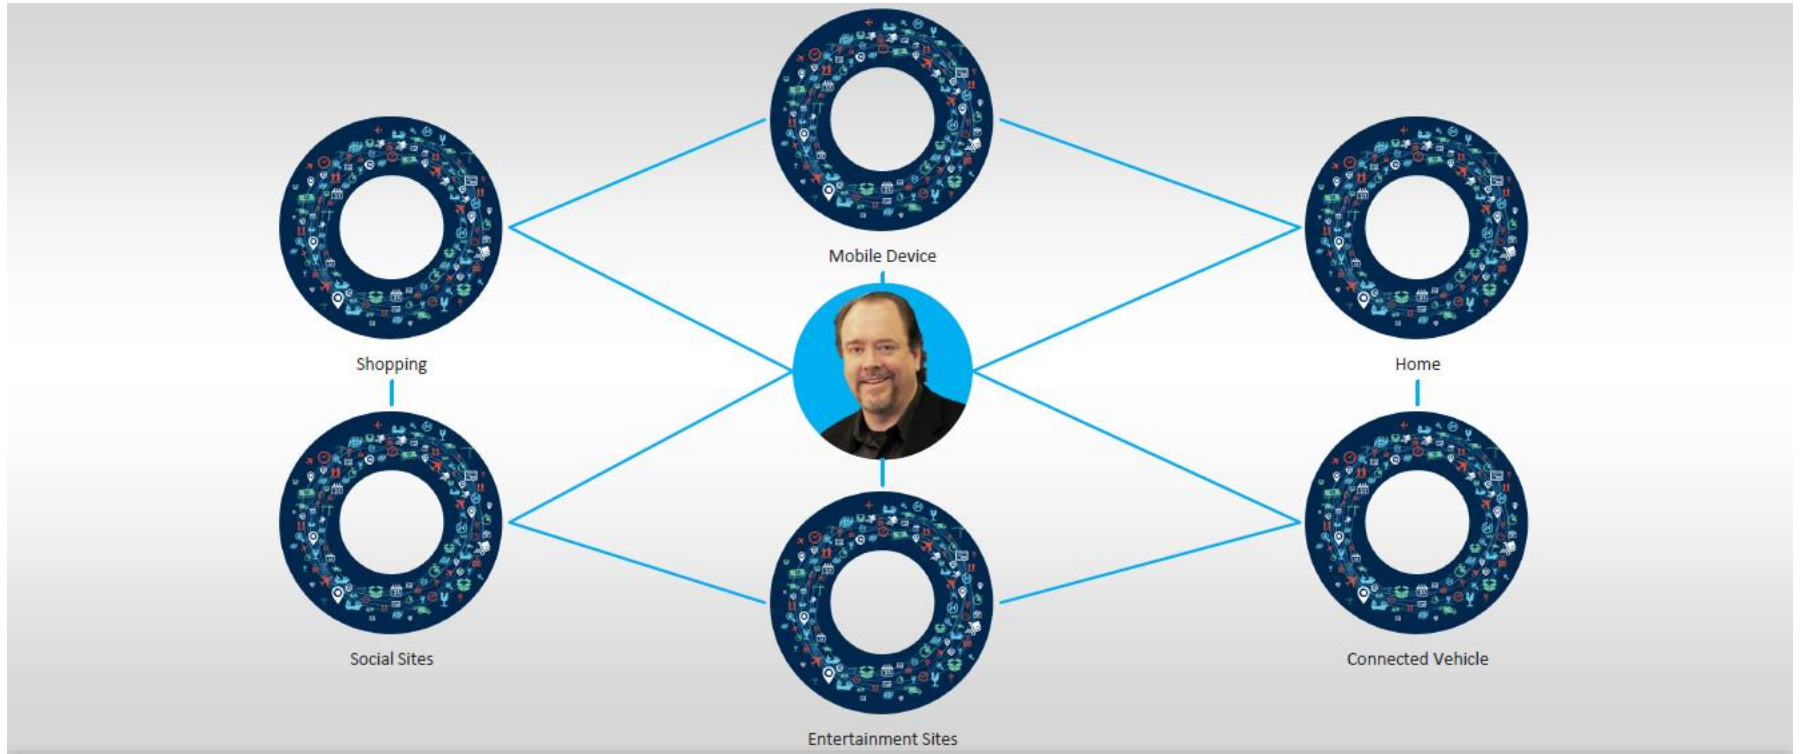 Mobile Device
Shopping
Home
Social Sites
Connected Vehicle
Entertainment Sites